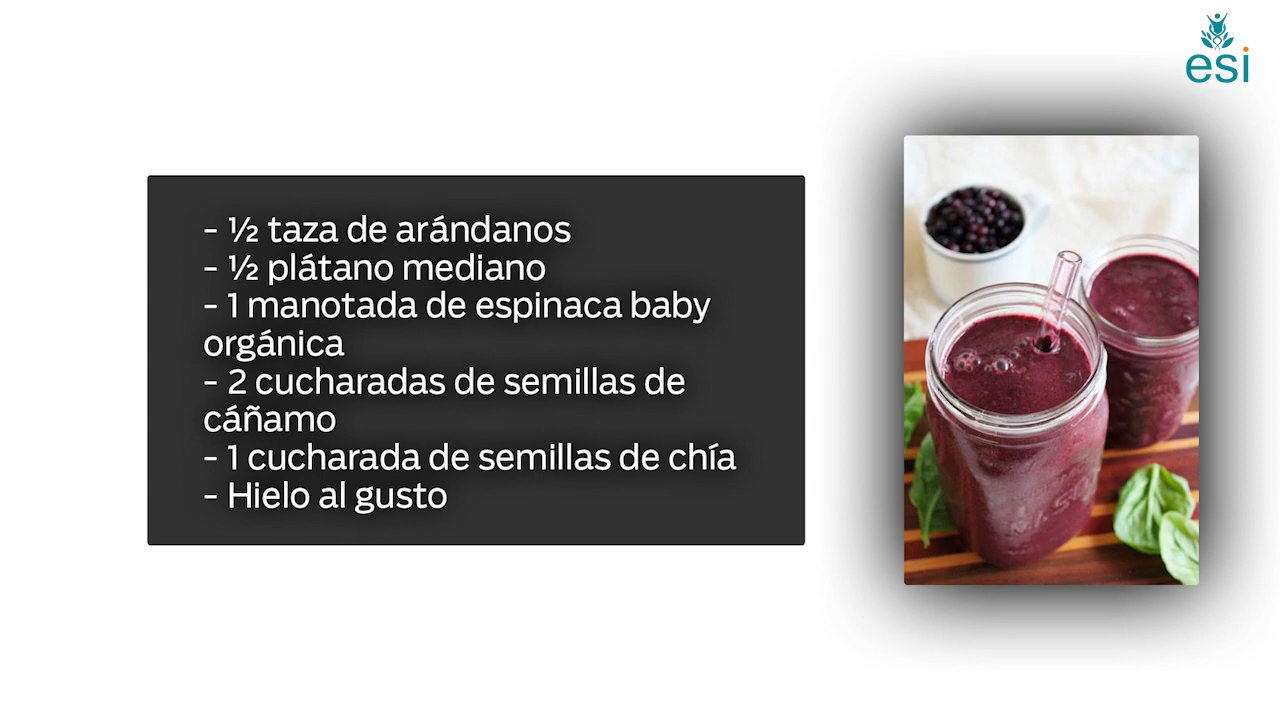 esi
- ½ taza de arándanos
- ½ plátano mediano
- 1 manotada de espinaca baby
orgánica
- 2 cucharadas de semillas de
cáñamo
- 1 cucharada de semillas de chía
- Hielo al gusto